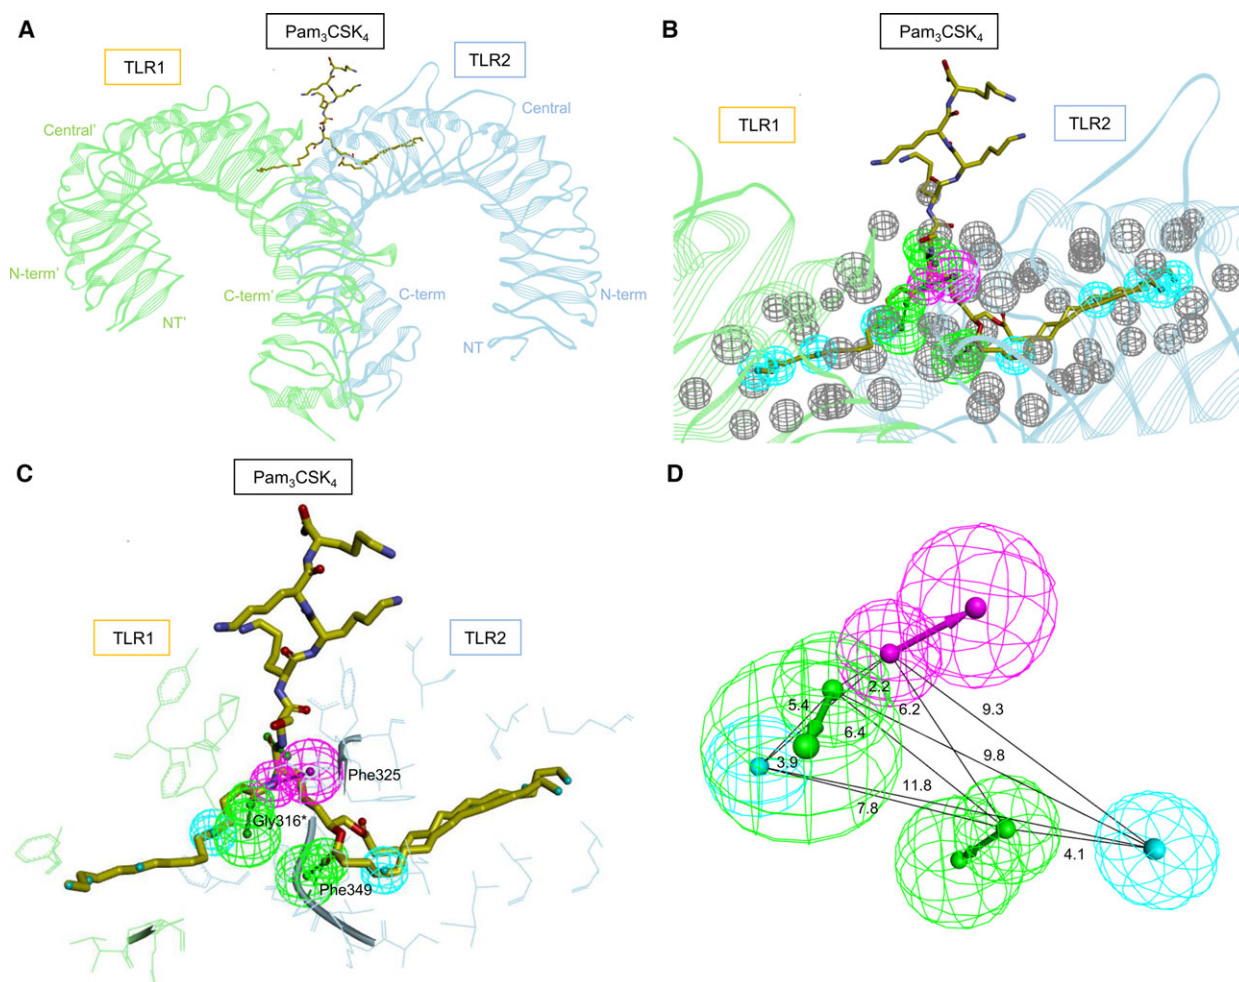 A
Pam₃CSK₄
TLR1
TLR2
Central'
Central
N-term'
C-term'
C-term
N-term
NT'
NT
B
Pam₃CSK₄
TLR1
TLR2
C
Pam₃CSK₄
TLR1
TLR2
Phe325
Gly316*
Phe349
D
2.2
5.4
6.2
9.3
6.4
3.9
9.8
11.8
7.8
4.1